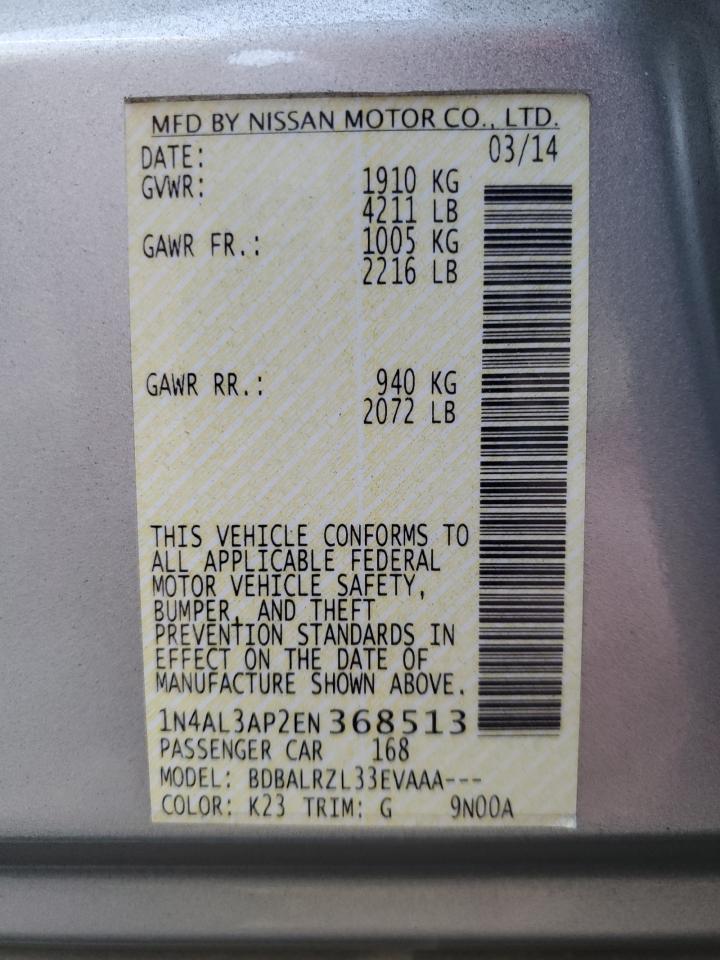 MFD BY NISSAN MOTOR CO., LTD.
DATE: 03/14
GVWR: 1910 KG
4211 LB
GAWR FR.: 1005 KG
2216 LB
GAWR RR.: 940 KG
2072 LB
THIS VEHICLE CONFORMS TO
ALL APPLICABLE FEDERAL
MOTOR VEHICLE SAFETY,
BUMPER, AND THEFT
PREVENTION STANDARDS IN
EFFECT ON THE DATE OF
MANUFACTURE SHOWN ABOVE.
1N4AL3AP2EN368513
PASSENGER CAR 168
MODEL: BDBALRZL33EVAAA---
COLOR: K23 TRIM: G 9N00A